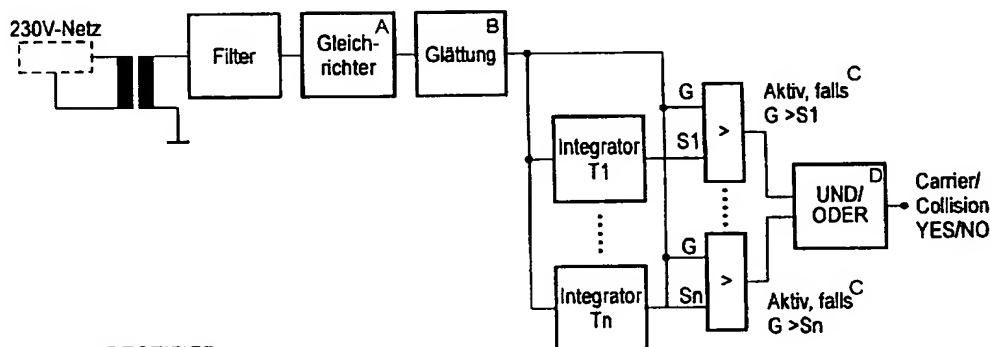 230V-Netz
Filter
A
Gleich-
richter
B
Glättung
Integrator
T1
Integrator
Tn
G
S1
>
Aktiv, falls C
G >S1
G
Sn
>
Aktiv, falls C
G >Sn
D
UND/
ODER
Carrier/
Collision
YES/NO